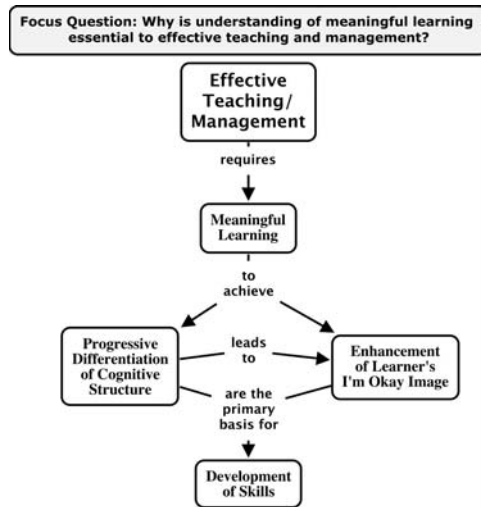 Focus Question: Why is understanding of meaningful learning
essential to effective teaching and management?
Effective
Teaching/
Management
requires
Meaningful
Learning
to
achieve
Progressive
Differentiation
of Cognitive
Structure
leads
to
Enhancement
of Learner's
I'm Okay Image
are the
primary
basis for
Development
of Skills